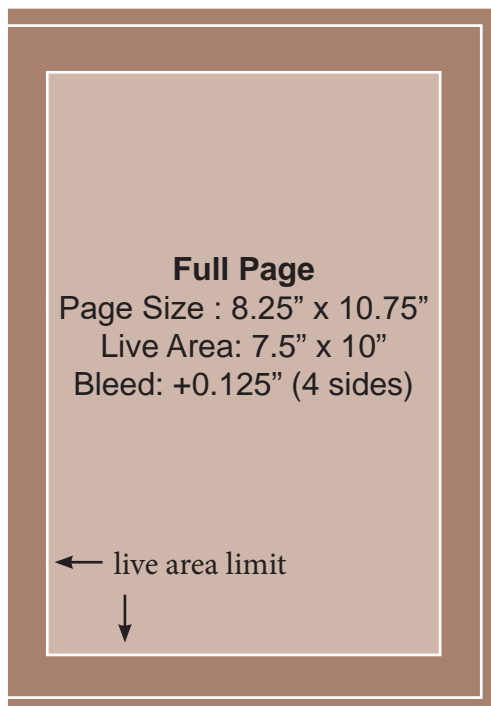 Full Page
Page Size : 8.25” x 10.75”
Live Area: 7.5” x 10”
Bleed: +0.125” (4 sides)
live area limit